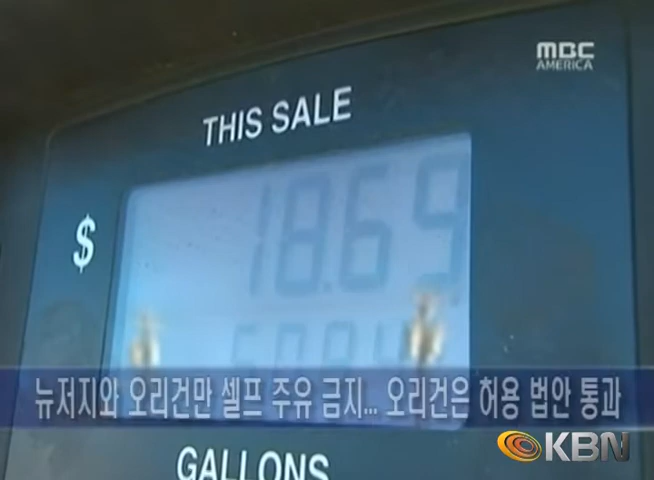 MBC
AMERICA
THIS SALE
$ 18.69
뉴저지와 오리건만 셀프 주유 금지... 오리건은 허용 법안 통과
KBN
GALLONS